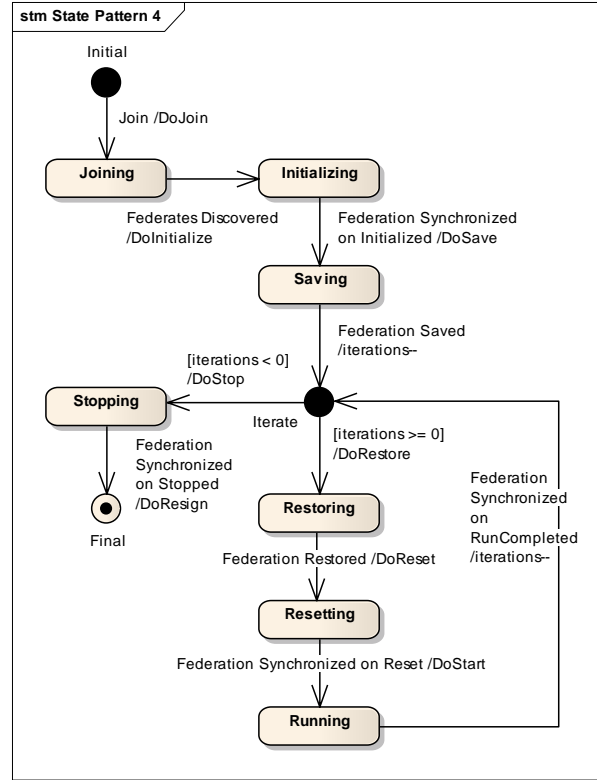 stm State Pattern 4
Initial
Join /DoJoin
Joining
Initializing
Federates Discovered
/DoInitialize
Federation Synchronized
on Initialized /DoSave
Saving
Federation Saved
/iterations--
[iterations < 0]
/DoStop
Stopping
Iterate
[iterations >= 0]
/DoRestore
Federation
Synchronized
on Stopped
/DoResign
Final
Federation
Synchronized
on
RunCompleted
/iterations--
Restoring
Federation Restored /DoReset
Resetting
Federation Synchronized on Reset /DoStart
Running